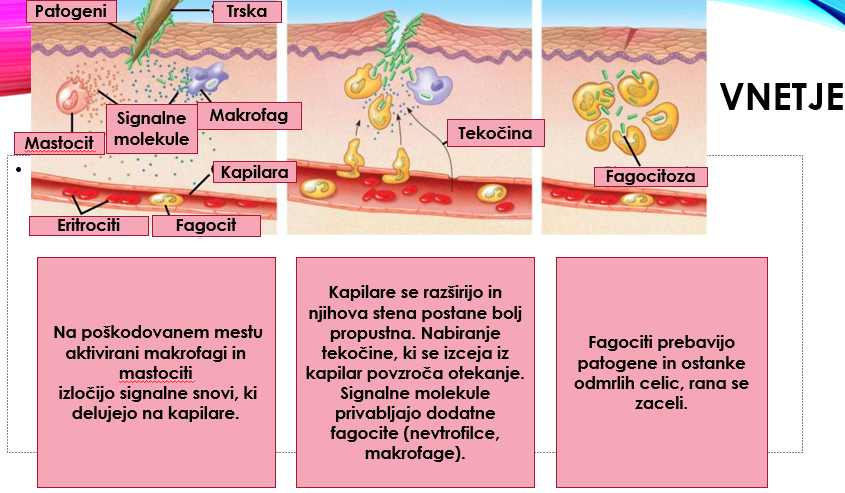 Patogeni
Trska
VNETJE
Signalne
molekule
Makrofag
Mastocit
Tekočina
Kapilara
Fagocitoza
Eritrociti
Fagocit
Na poškodovanem mestu
aktivirani makrofagi in
mastociti
izločijo signalne snovi, ki
delujejo na kapilare.
Kapilare se razširijo in
njihova stena postane bolj
propustna. Nabiranje
tekočine, ki se izceja iz
kapilar povzroča otekanje.
Signalne molekule
privabljajo dodatne
fagocite (nevtrofilce,
makrofage).
Fagociti prebavijo
patogene in ostanke
odmrlih celic, rana se
zaceli.